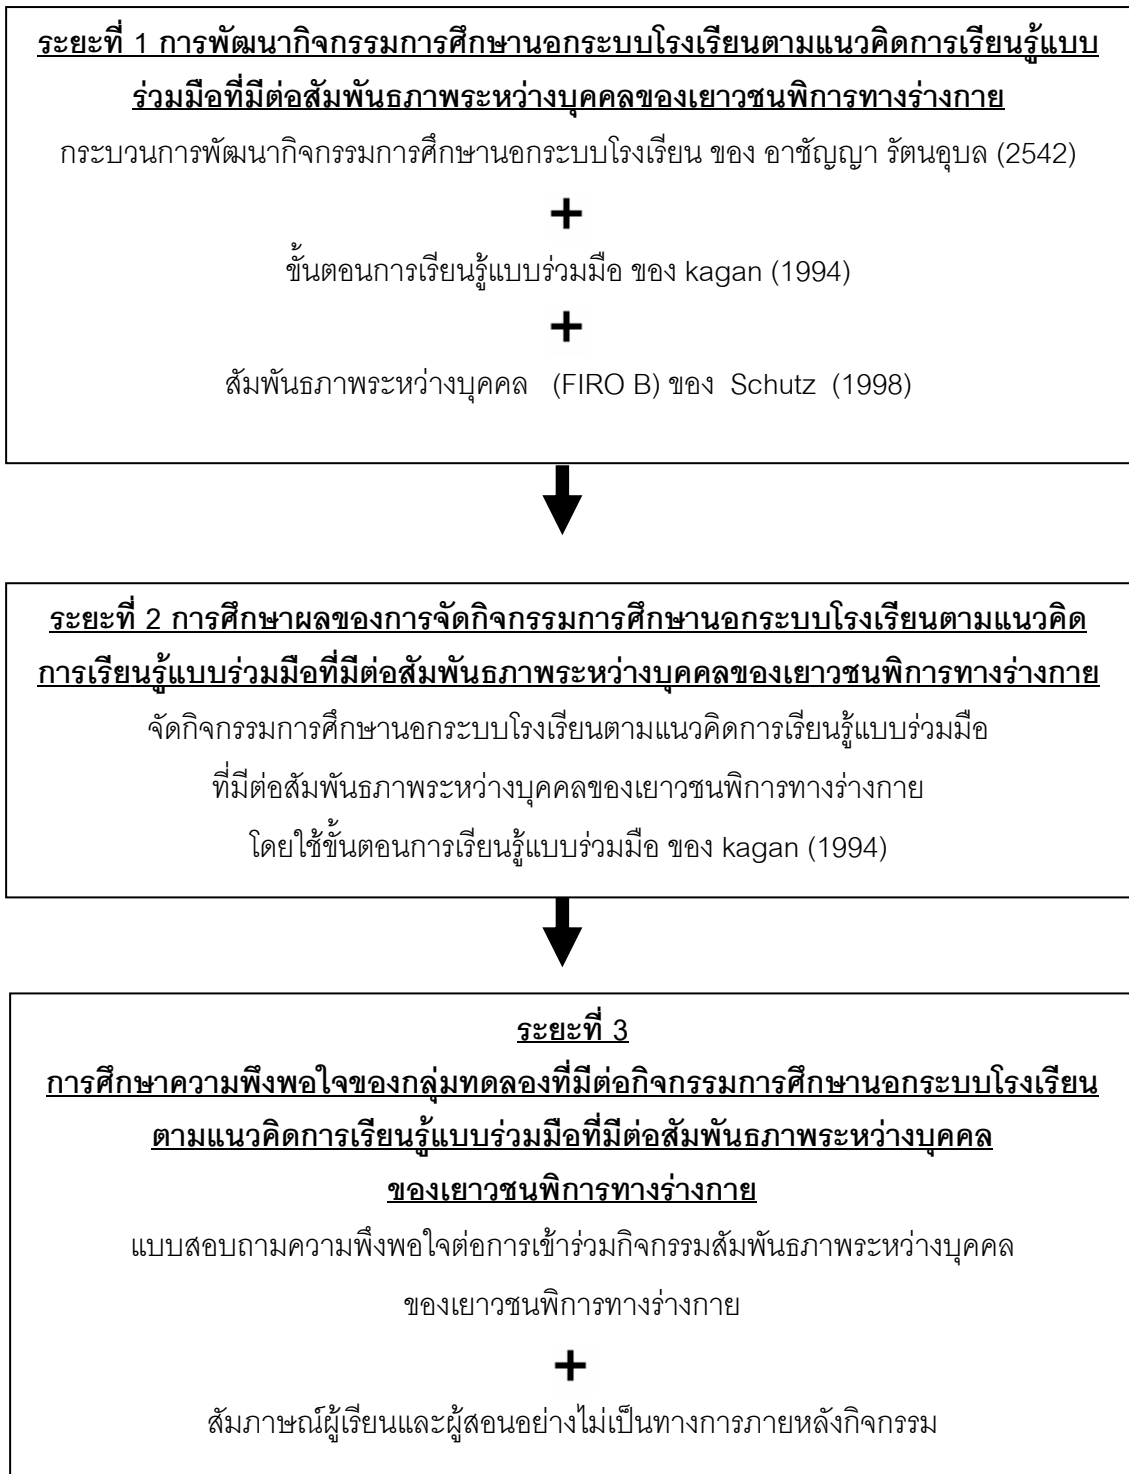 ระยะที่ 1 การพัฒนากิจกรรมการศึกษานอกระบบโรงเรียนตามแนวคิดการเรียนรู้แบบ
ร่วมมือที่มีต่อสัมพันธภาพระหว่างบุคคลของเยาวชนพิการทางร่างกาย
กระบวนการพัฒนากิจกรรมการศึกษานอกระบบโรงเรียน ของ อาชัญญา รัตนอุบล (2542)
+
ขั้นตอนการเรียนรู้แบบร่วมมือ ของ kagan (1994)
+
สัมพันธภาพระหว่างบุคคล (FIRO B) ของ Schutz (1998)
ระยะที่ 2 การศึกษาผลของการจัดกิจกรรมการศึกษานอกระบบโรงเรียนตามแนวคิด
การเรียนรู้แบบร่วมมือที่มีต่อสัมพันธภาพระหว่างบุคคลของเยาวชนพิการทางร่างกาย
จัดกิจกรรมการศึกษานอกระบบโรงเรียนตามแนวคิดการเรียนรู้แบบร่วมมือ
ที่มีต่อสัมพันธภาพระหว่างบุคคลของเยาวชนพิการทางร่างกาย
โดยใช้ขั้นตอนการเรียนรู้แบบร่วมมือ ของ kagan (1994)
ระยะที่ 3
การศึกษาความพึงพอใจของกลุ่มทดลองที่มีต่อกิจกรรมการศึกษานอกระบบโรงเรียน
ตามแนวคิดการเรียนรู้แบบร่วมมือที่มีต่อสัมพันธภาพระหว่างบุคคล
ของเยาวชนพิการทางร่างกาย
แบบสอบถามความพึงพอใจต่อการเข้าร่วมกิจกรรมสัมพันธภาพระหว่างบุคคล
ของเยาวชนพิการทางร่างกาย
+
สัมภาษณ์ผู้เรียนและผู้สอนอย่างไม่เป็นทางการภายหลังกิจกรรม